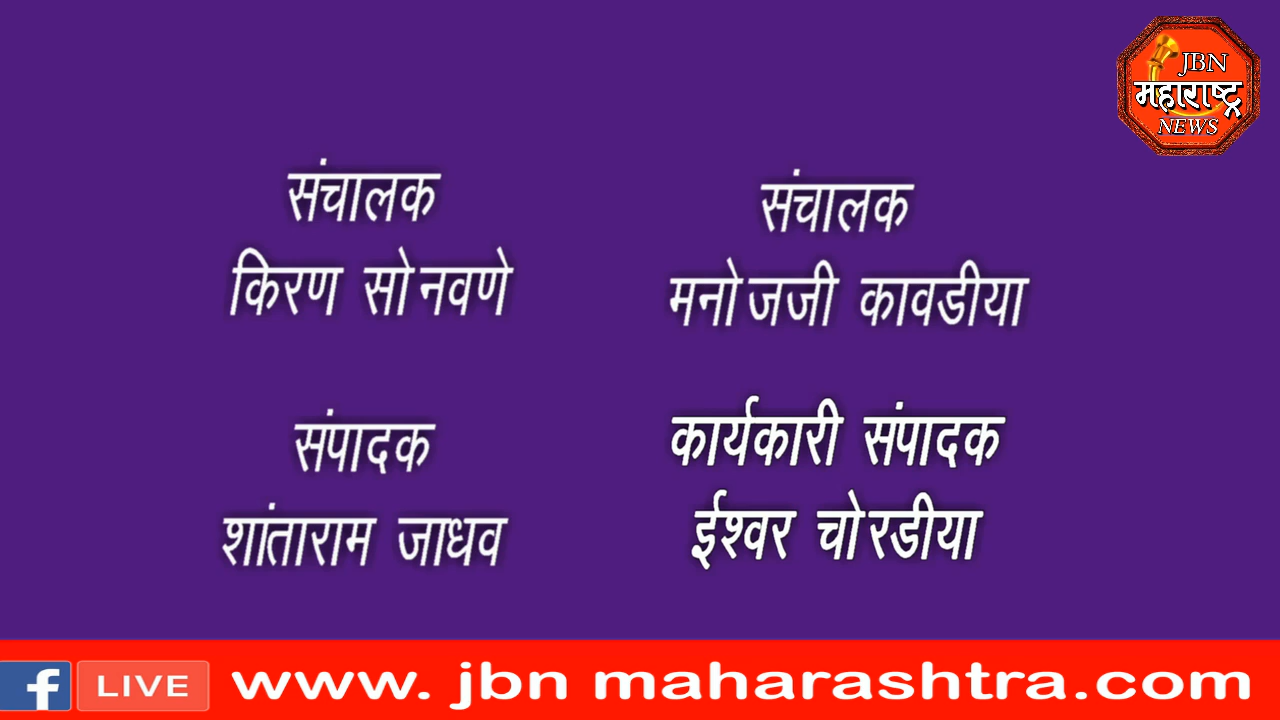 JBN
महाराष्ट्र
NEWS
संचालक
किरण सोनवणे
संचालक
मनोजजी कावडीया
संपादक
शांताराम जाधव
कार्यकारी संपादक
ईश्वर चोरडीया
f LIVE www. jbn maharashtra.com